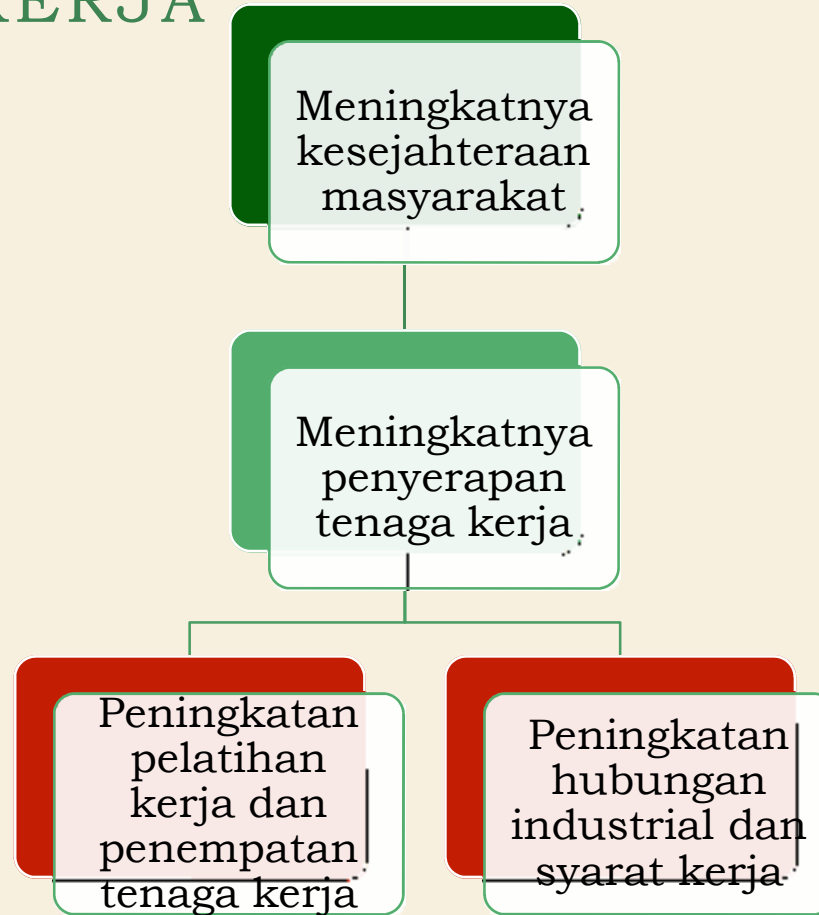 KERJA
Meningkatnya
kesejahteraan
masyarakat
Meningkatnya
penyerapan
tenaga kerja
Peningkatan
pelatihan
kerja dan
penempatan
tenaga kerja
Peningkatan
hubungan
industrial dan
syarat kerja